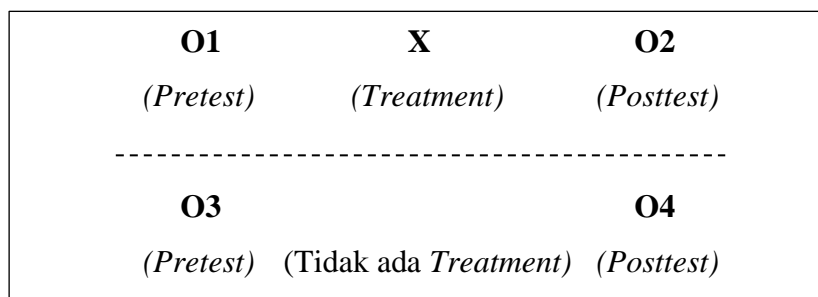 O1 X O2
(Pretest) (Treatment) (Posttest)
O3 O4
(Pretest) (Tidak ada Treatment) (Posttest)